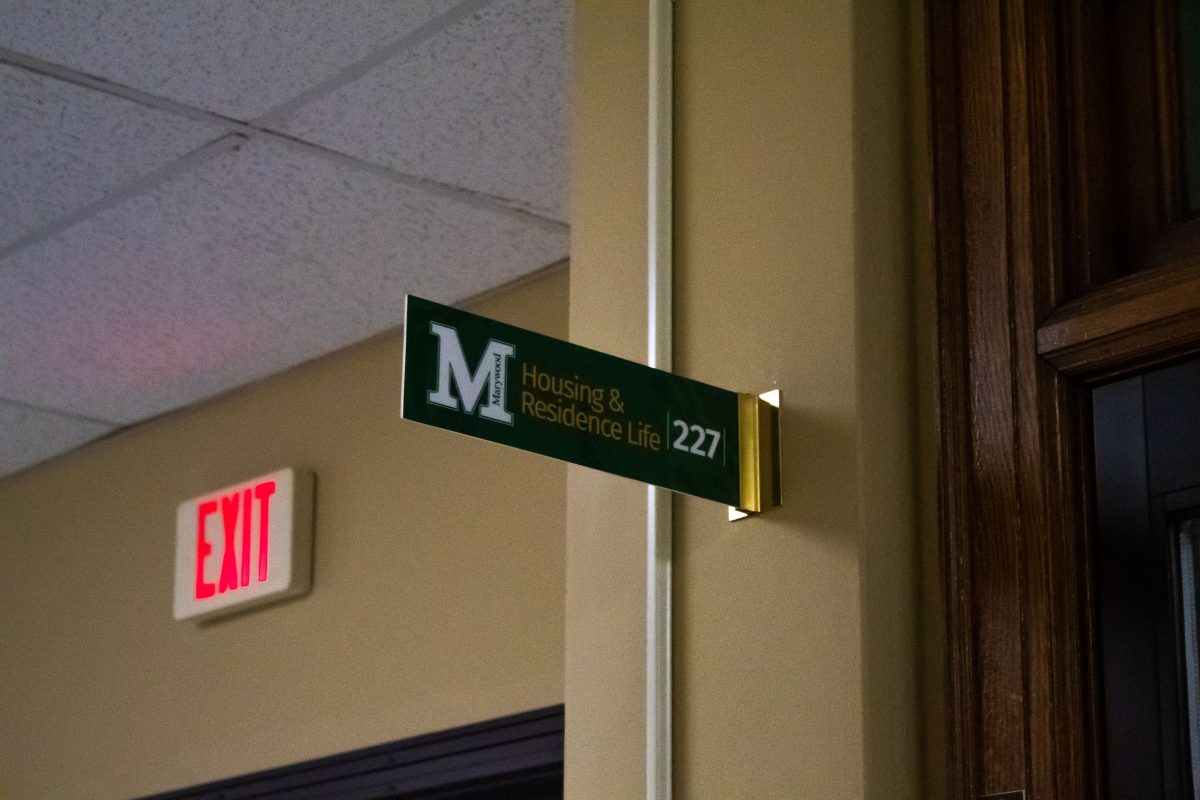 M
Marywood
Housing &
Residence Life
227
EXIT